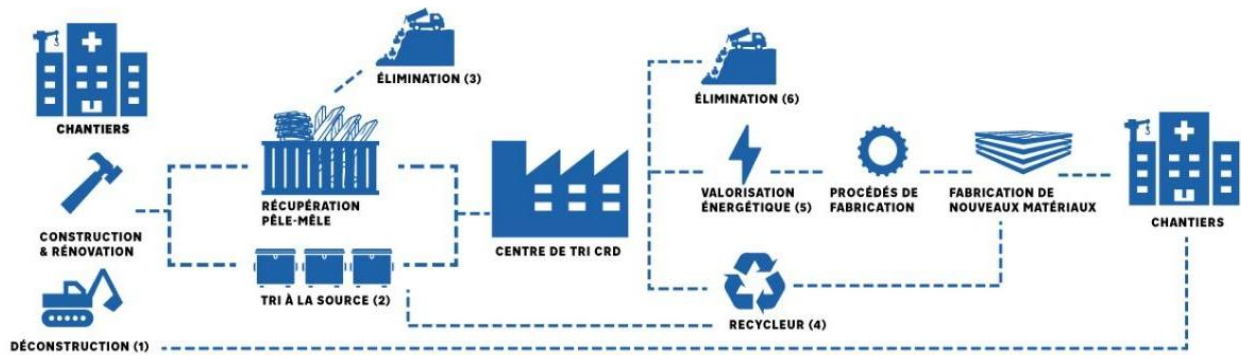 CHANTIERS
CONSTRUCTION
& RÉNOVATION
DÉCONSTRUCTION (1)
ÉLIMINATION (3)
RÉCUPÉRATION
PÊLE-MÊLE
TRI À LA SOURCE (2)
CENTRE DE TRI CRD
ÉLIMINATION (6)
VALORISATION
ÉNERGÉTIQUE (5)
RECYCLEUR (4)
PROCÉDÉS DE
FABRICATION
FABRICATION DE
NOUVEAUX MATÉRIAUX
CHANTIERS